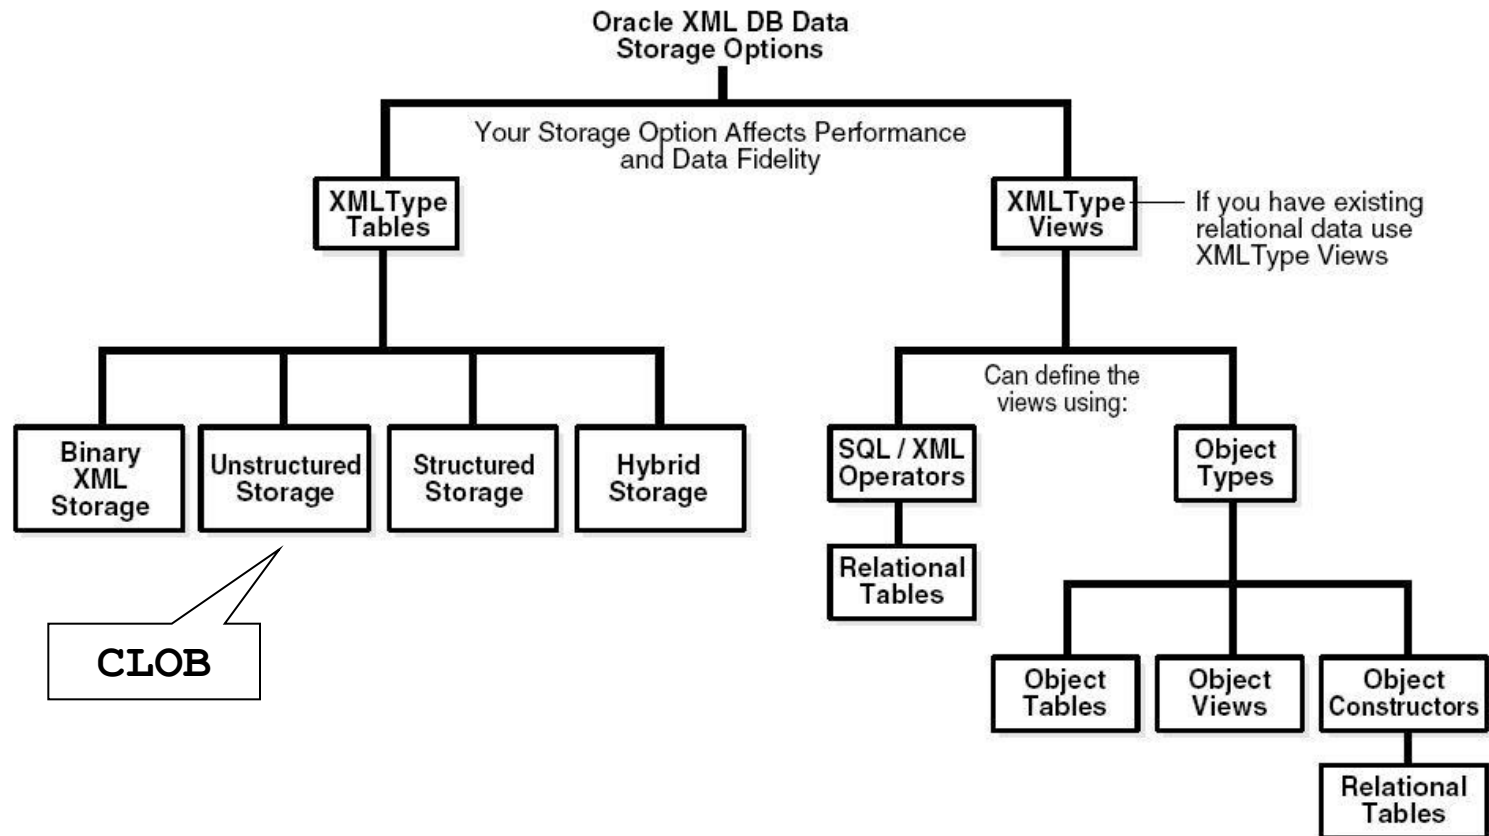 Oracle XML DB Data
Storage Options
Your Storage Option Affects Performance
and Data Fidelity
XMLType
Tables
XMLType
Views
If you have existing
relational data use
XMLType Views
Can define the
views using:
Binary
XML
Storage
Unstructured
Storage
Structured
Storage
Hybrid
Storage
SQL / XML
Operators
Object
Types
Relational
Tables
CLOB
Object
Tables
Object
Views
Object
Constructors
Relational
Tables